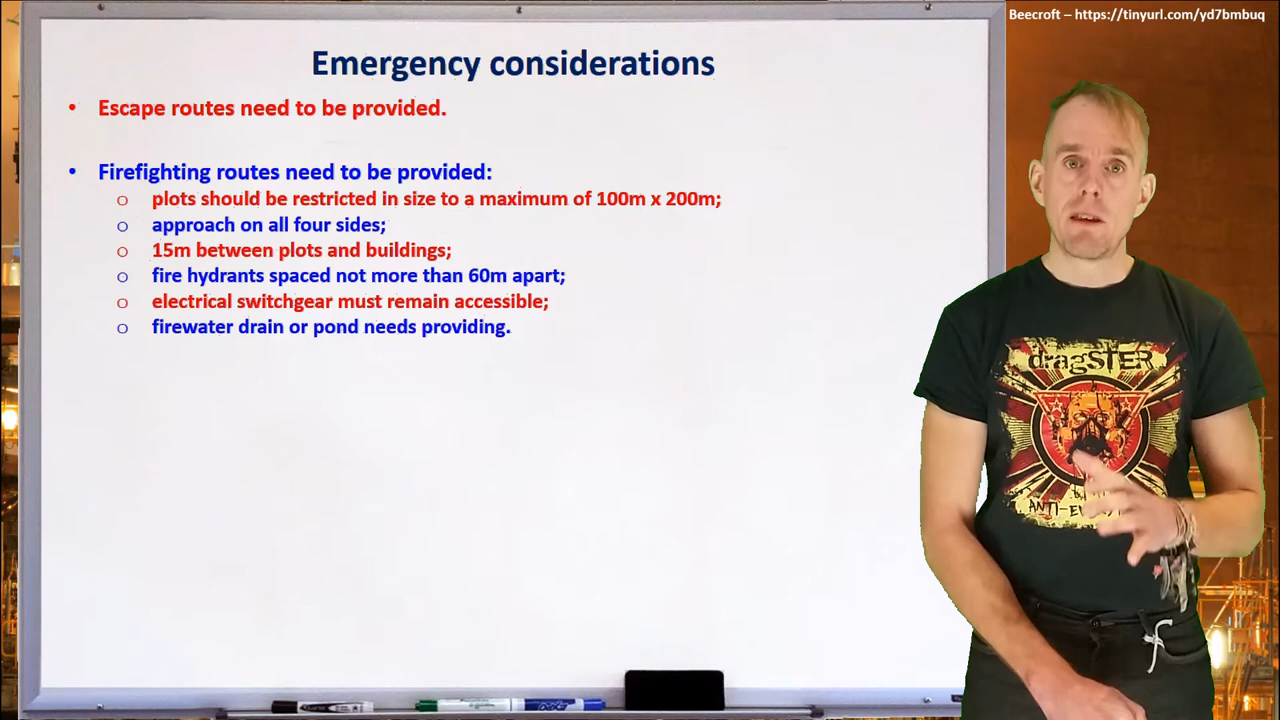 Beecroft – https://tinyurl.com/yd7bmbuq
Emergency considerations
• Escape routes need to be provided.
• Firefighting routes need to be provided:
o plots should be restricted in size to a maximum of 100m x 200m;
o approach on all four sides;
o 15m between plots and buildings;
o fire hydrants spaced not more than 60m apart;
o electrical switchgear must remain accessible;
o firewater drain or pond needs providing.
dragSTER